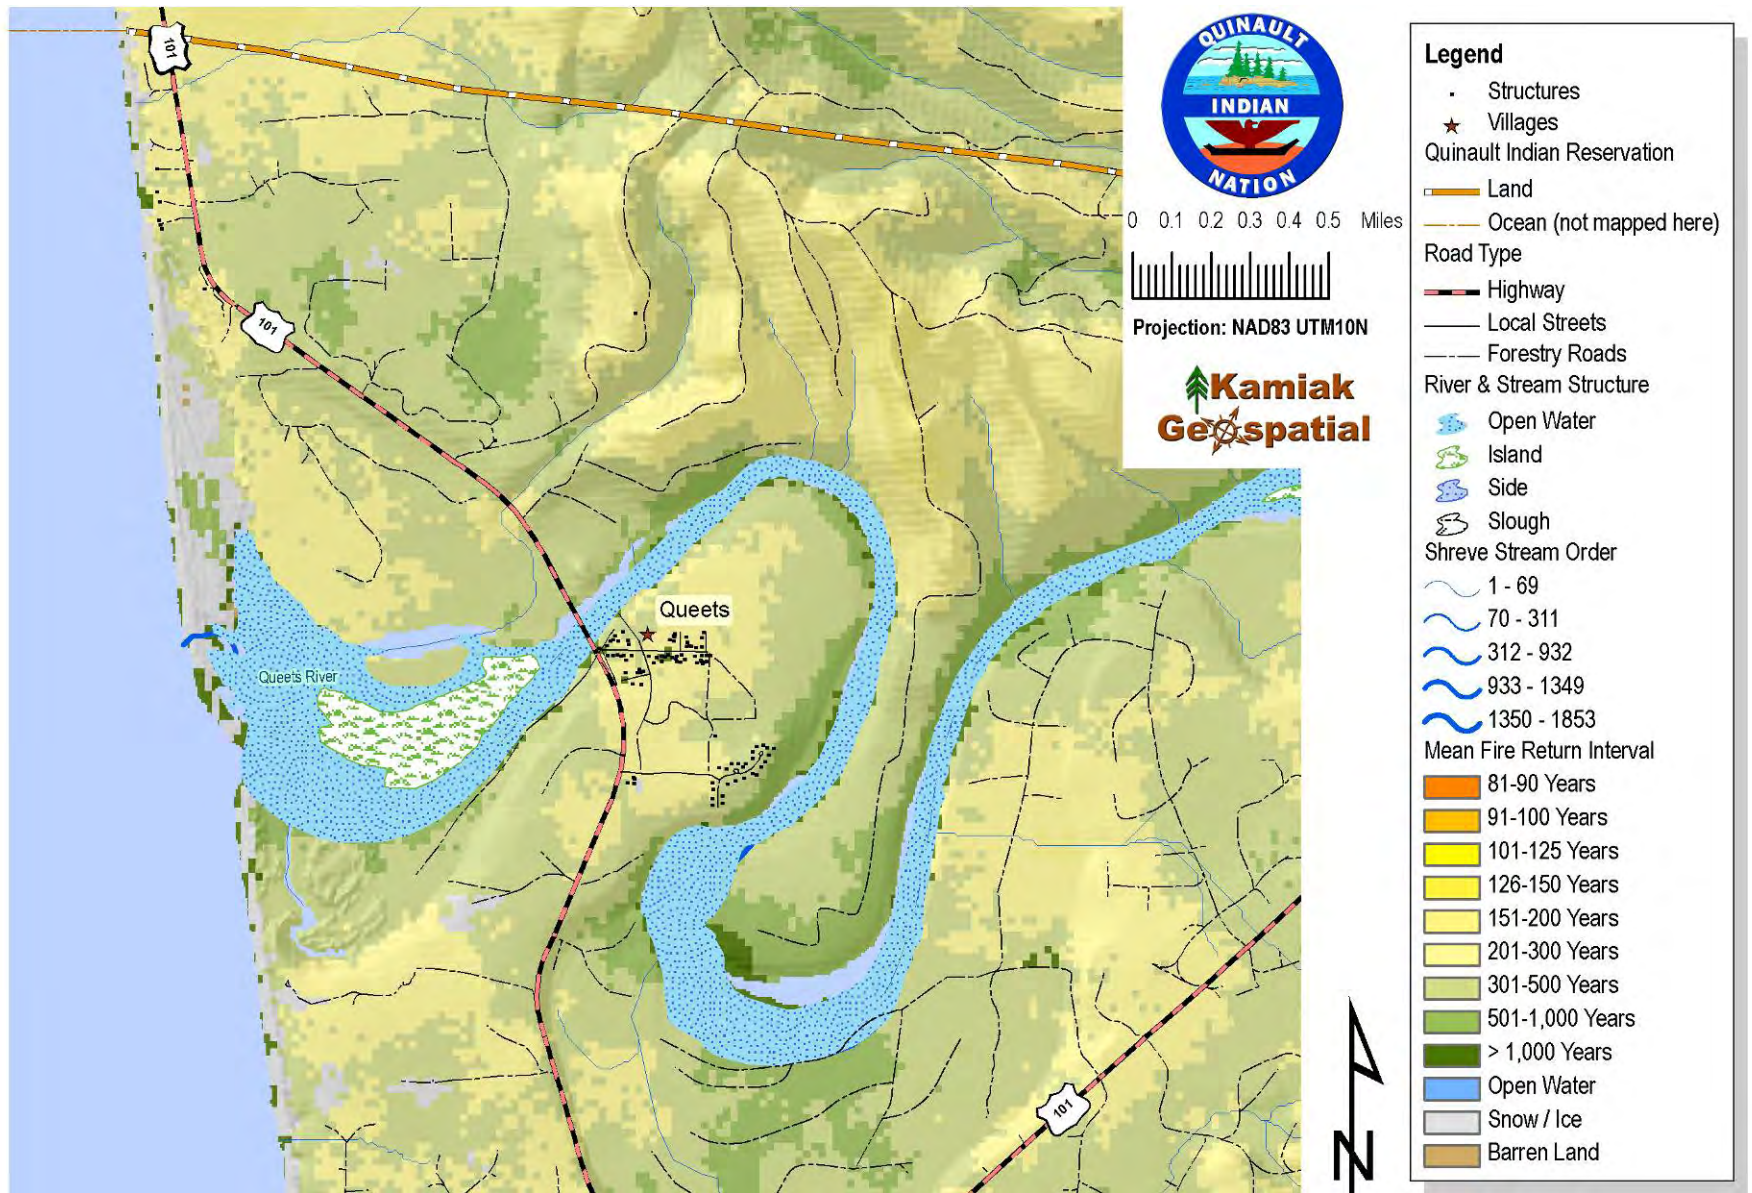 101
101
Queets
Queets River
101
QUINAULT
INDIAN
NATION
0 0.1 0.2 0.3 0.4 0.5 Miles
Projection: NAD83 UTM10N
Kamiak
Geospatial
Legend
Structures
Villages
Quinault Indian Reservation
Land
Ocean (not mapped here)
Road Type
Highway
Local Streets
Forestry Roads
River & Stream Structure
Open Water
Island
Side
Slough
Shreve Stream Order
1 - 69
70 - 311
312 - 932
933 - 1349
1350 - 1853
Mean Fire Return Interval
81-90 Years
91-100 Years
101-125 Years
126-150 Years
151-200 Years
201-300 Years
301-500 Years
501-1,000 Years
> 1,000 Years
Open Water
Snow / Ice
Barren Land
N